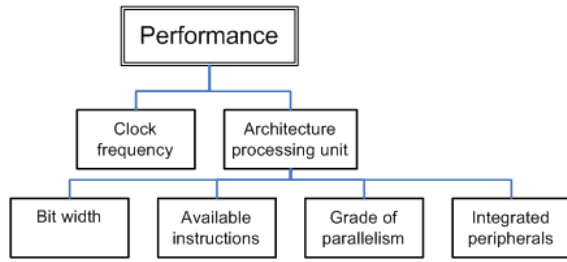 Performance
Clock
frequency
Architecture
processing unit
Bit width
Available
instructions
Grade of
parallelism
Integrated
peripherals